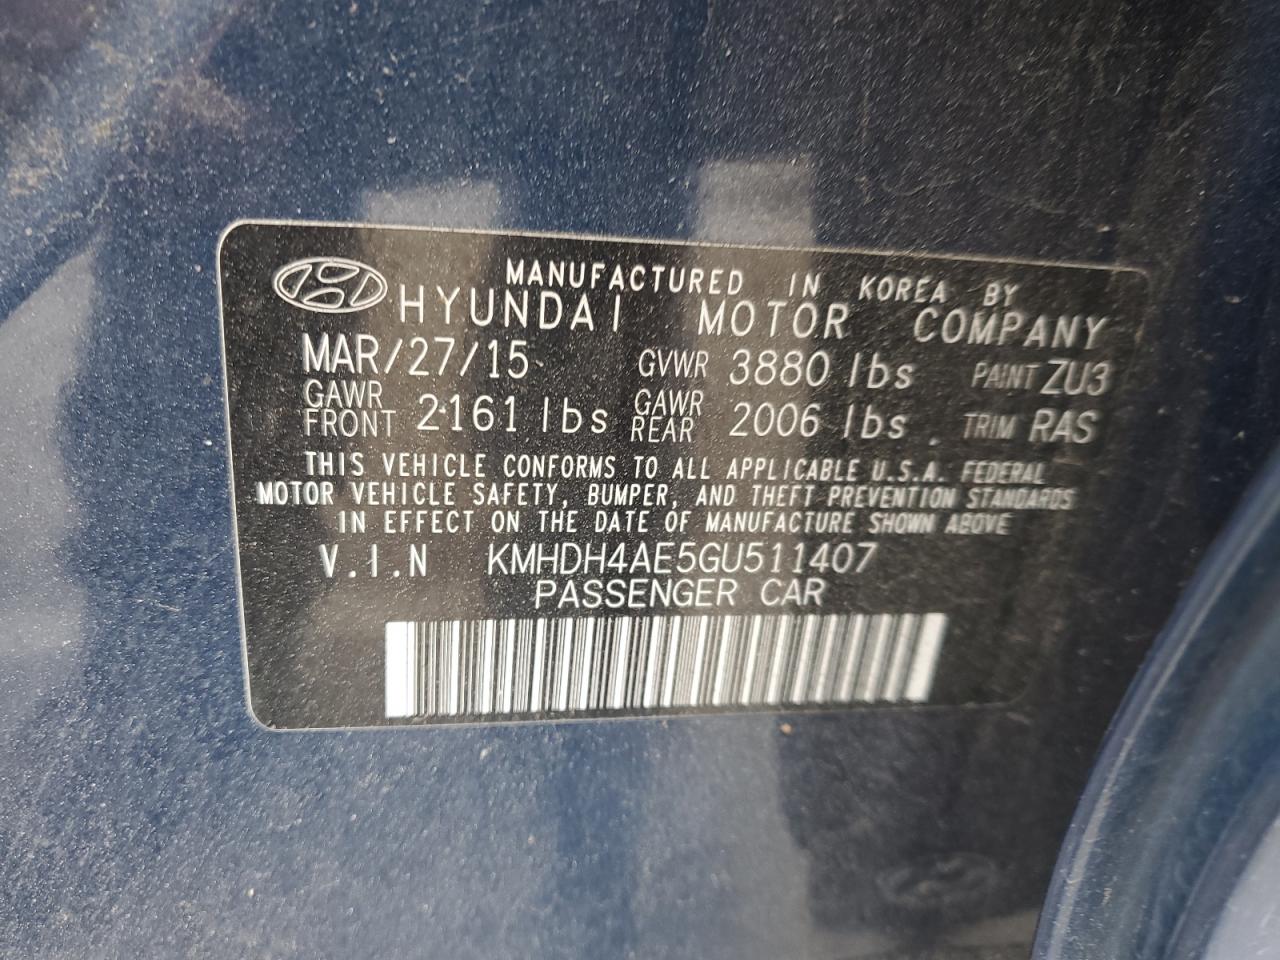 MANUFACTURED IN KOREA BY
HYUNDAI MOTOR COMPANY
MAR/27/15 GVWR 3880 lbs PAINT ZU3
GAWR FRONT 2161 lbs GAWR REAR 2006 lbs TRIM RAS
THIS VEHICLE CONFORMS TO ALL APPLICABLE U.S.A. FEDERAL
MOTOR VEHICLE SAFETY, BUMPER, AND THEFT PREVENTION STANDARDS
IN EFFECT ON THE DATE OF MANUFACTURE SHOWN ABOVE
V.I.N KMHDH4AE5GU511407
PASSENGER CAR